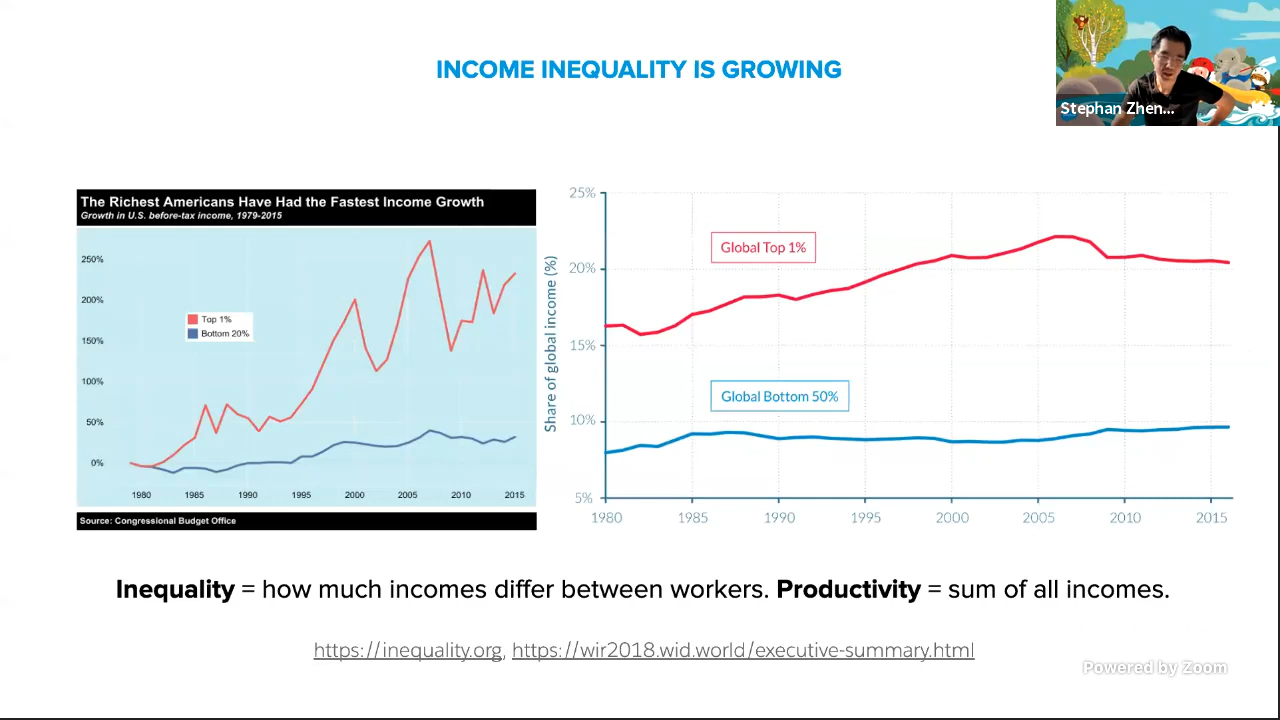 INCOME INEQUALITY IS GROWING
Stephan Zhen...
The Richest Americans Have Had the Fastest Income Growth
Growth in U.S. before-tax income, 1979-2015
250%
200%
150%
100%
50%
0%
Top 1%
Bottom 20%
1980 1985 1990 1995 2000 2005 2010 2015
Source: Congressional Budget Office
Share of global income (%)
25%
20%
15%
10%
5%
Global Top 1%
Global Bottom 50%
1980 1985 1990 1995 2000 2005 2010 2015
Inequality = how much incomes differ between workers. Productivity = sum of all incomes.
https://inequality.org, https://wir2018.wid.world/executive-summary.html
Powered by Zoom